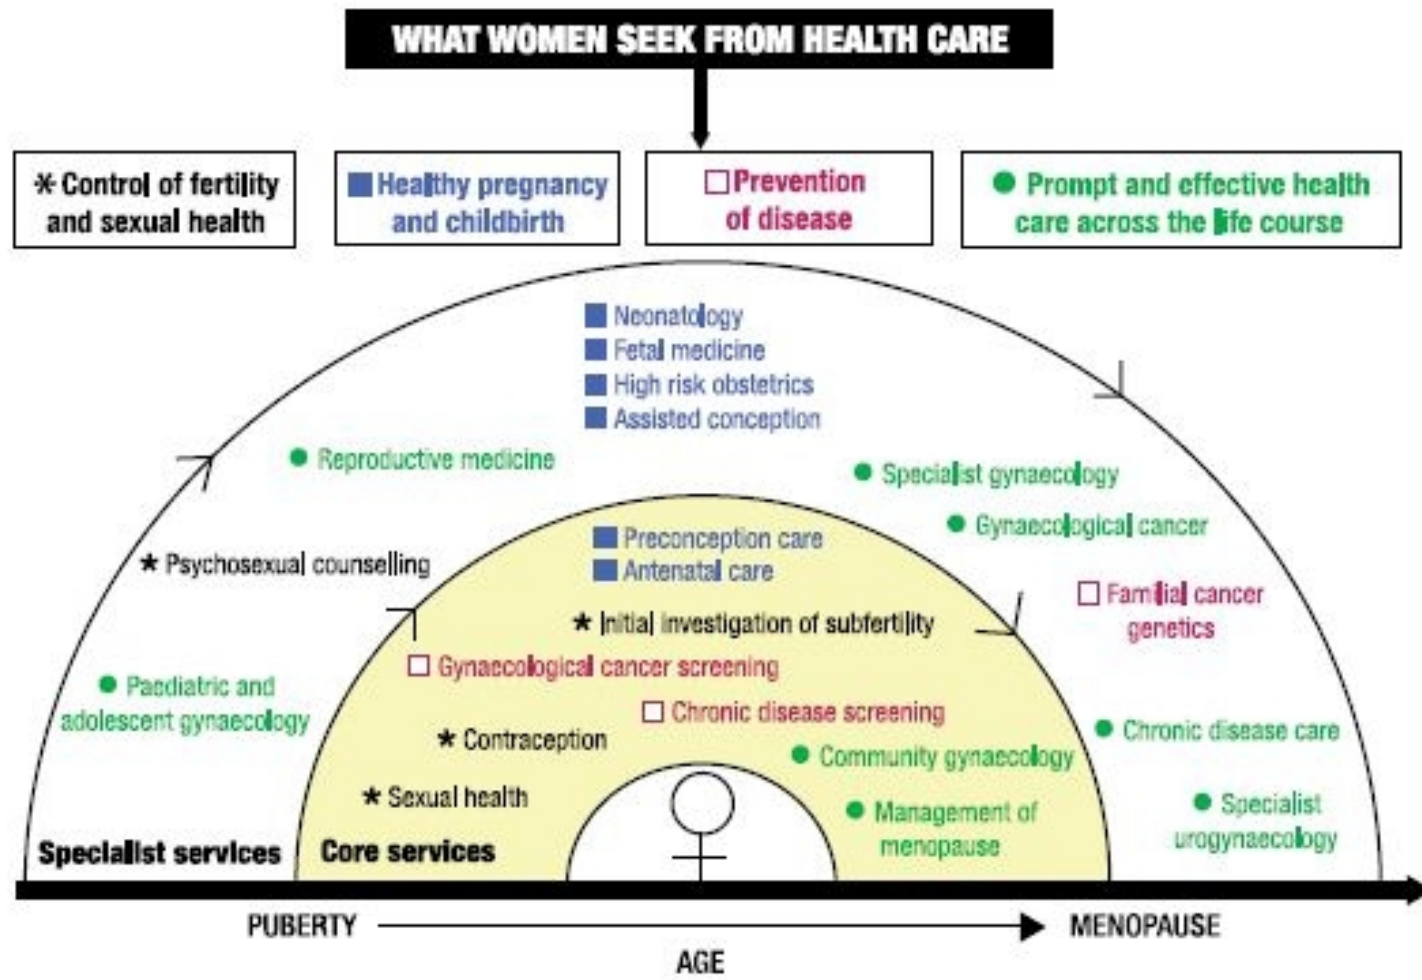 WHAT WOMEN SEEK FROM HEALTH CARE
* Control of fertility
and sexual health
Healthy pregnancy
and childbirth
Prevention
of disease
Prompt and effective health
care across the life course
Neonatology
Fetal medicine
High risk obstetrics
Assisted conception
Reproductive medicine
Specialist gynaecology
Gynaecological cancer
* Psychosexual counselling
Familial cancer
genetics
Paediatric and
adolescent gynaecology
Chronic disease care
Specialist
urogynaecology
Specialist services
Preconception care
Antenatal care
* Initial investigation of subfertility
Gynaecological cancer screening
Chronic disease screening
* Contraception
Community gynaecology
* Sexual health
Management of
menopause
Core services
PUBERTY
MENOPAUSE
AGE